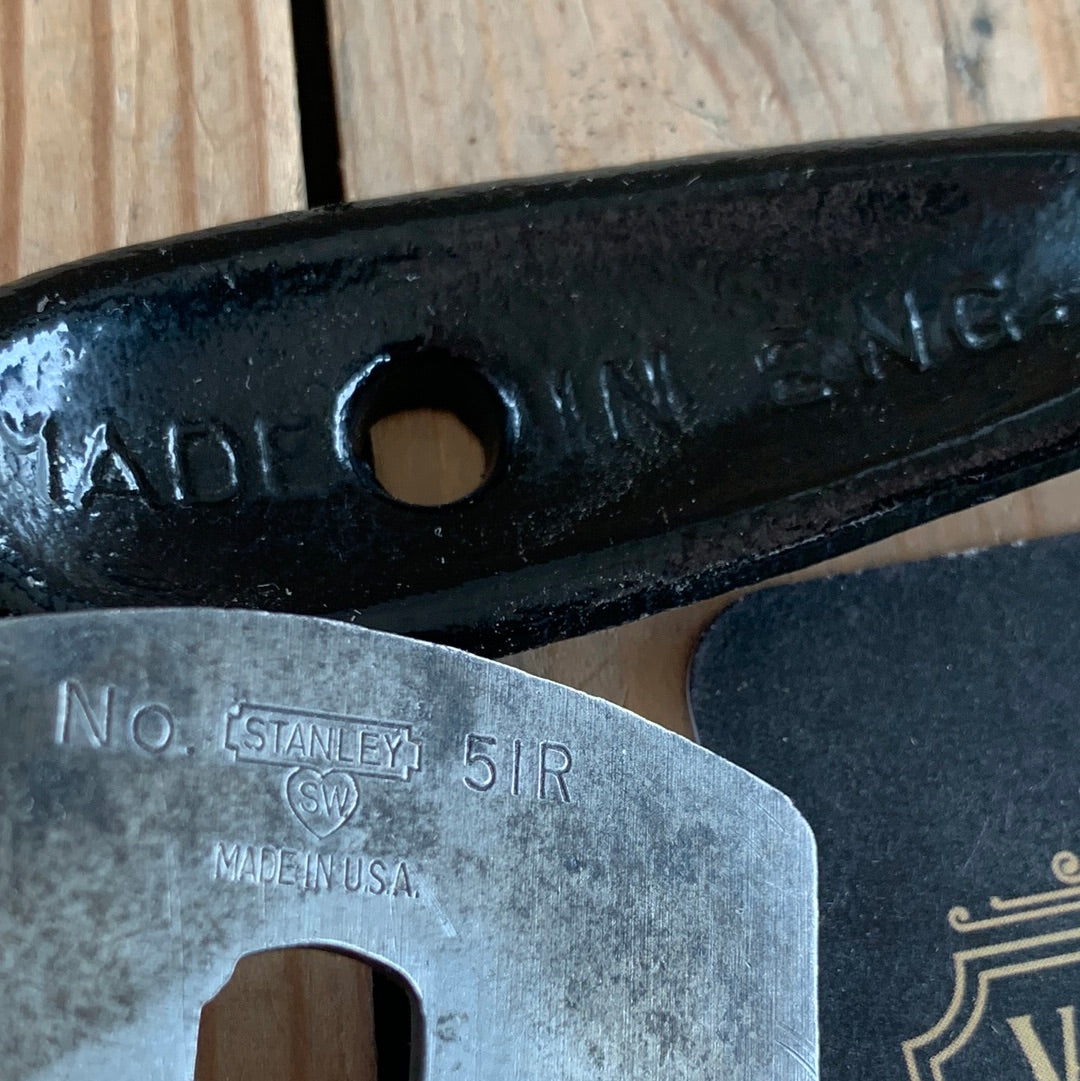 MADE IN ENG
No. STANLEY 51R
SW
MADE IN U.S.A.
V